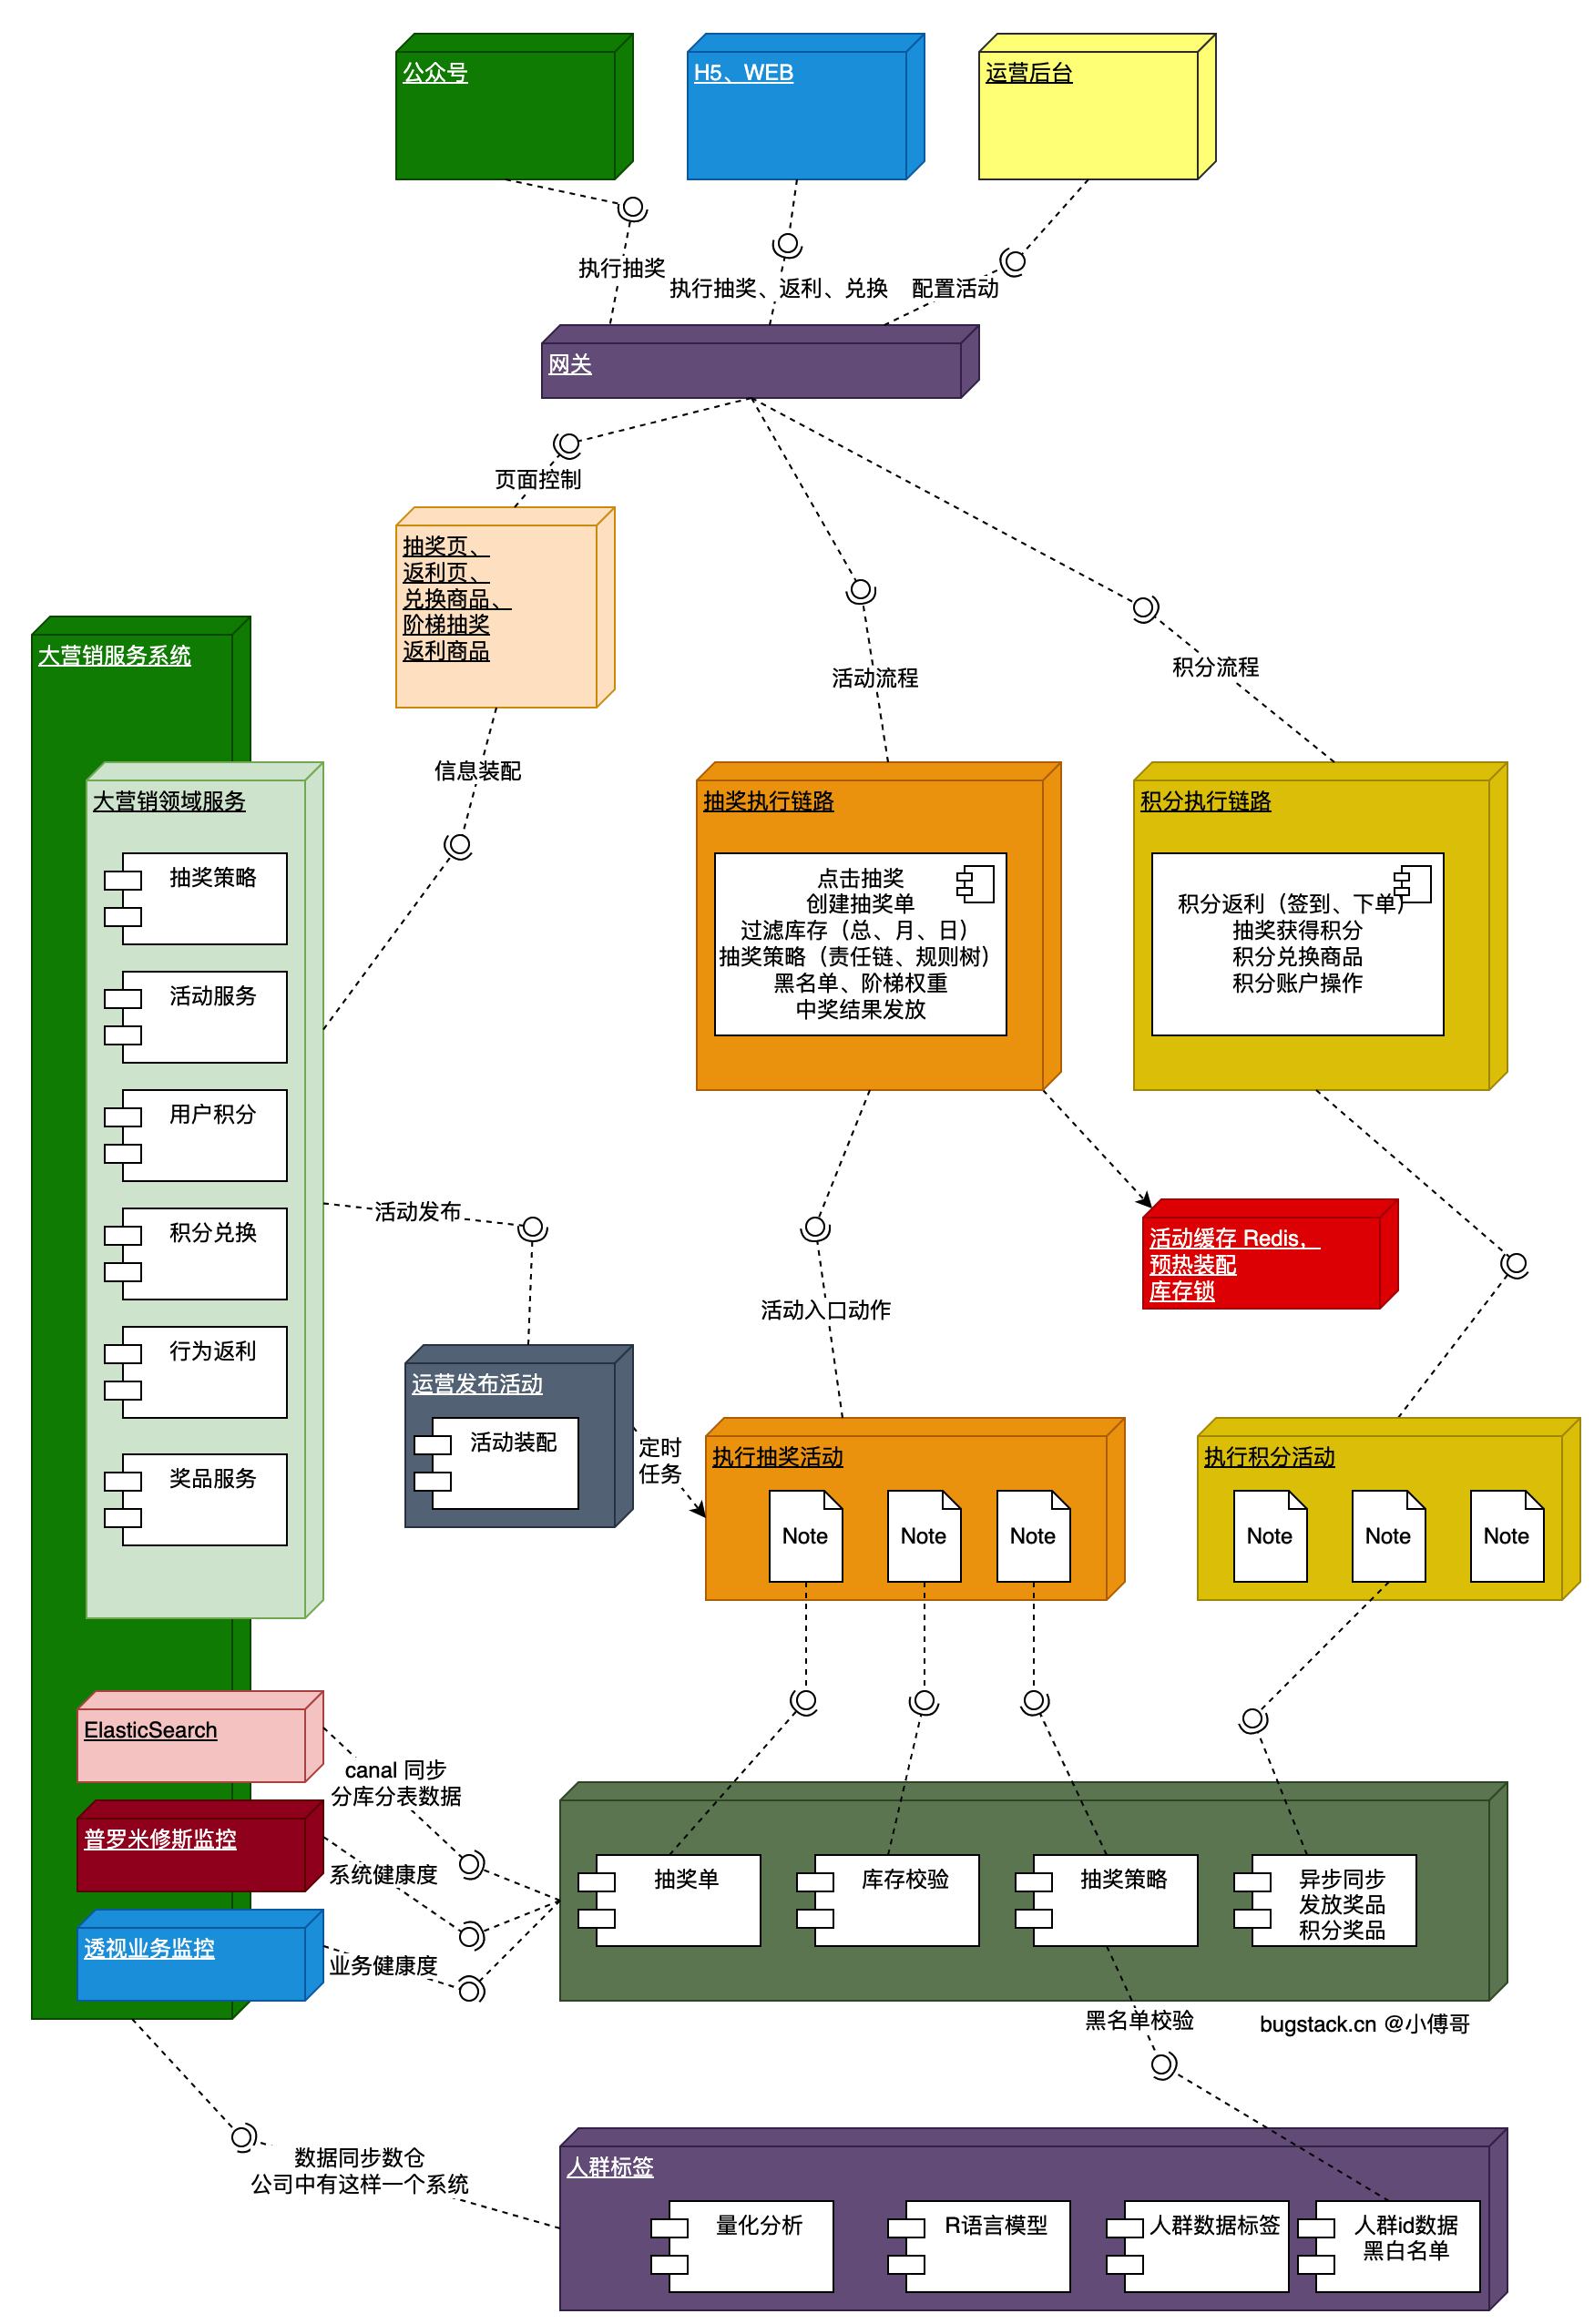 公众号
H5、WEB
运营后台
执行抽奖
执行抽奖、返利、兑换
配置活动
网关
页面控制
抽奖页、
返利页、
兑换商品、
阶梯抽奖
返利商品
大营销服务系统
活动流程
积分流程
信息装配
大营销领域服务
抽奖策略
活动服务
用户积分
积分兑换
行为返利
奖品服务
抽奖执行链路
点击抽奖
创建抽奖单
过滤库存（总、月、日）
抽奖策略（责任链、规则树）
黑名单、阶梯权重
中奖结果发放
积分执行链路
积分返利（签到、下单）
抽奖获得积分
积分兑换商品
积分账户操作
活动发布
活动缓存 Redis，
预热装配
库存锁
活动入口动作
运营发布活动
活动装配
定时
任务
执行抽奖活动
Note
Note
Note
执行积分活动
Note
Note
Note
ElasticSearch
canal 同步
分库分表数据
普罗米修斯监控
系统健康度
透视业务监控
业务健康度
抽奖单
库存校验
抽奖策略
异步同步
发放奖品
积分奖品
黑名单校验
bugstack.cn @小傅哥
数据同步数仓
公司中有这样一个系统
人群标签
量化分析
R语言模型
人群数据标签
人群id数据
黑白名单